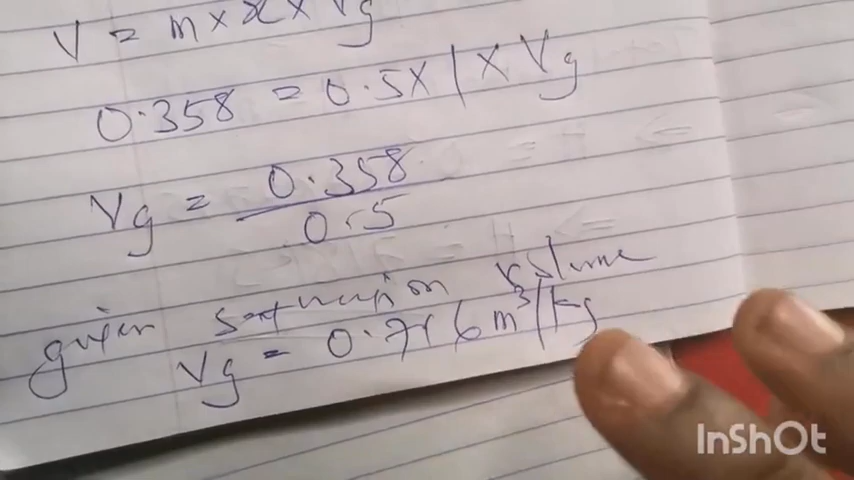 V = m × x × Vg
0.358 = 0.5 × 1 × Vg
Vg = 0.358
0.5
given saturation volume
Vg = 0.716 m³/kg
InShOt